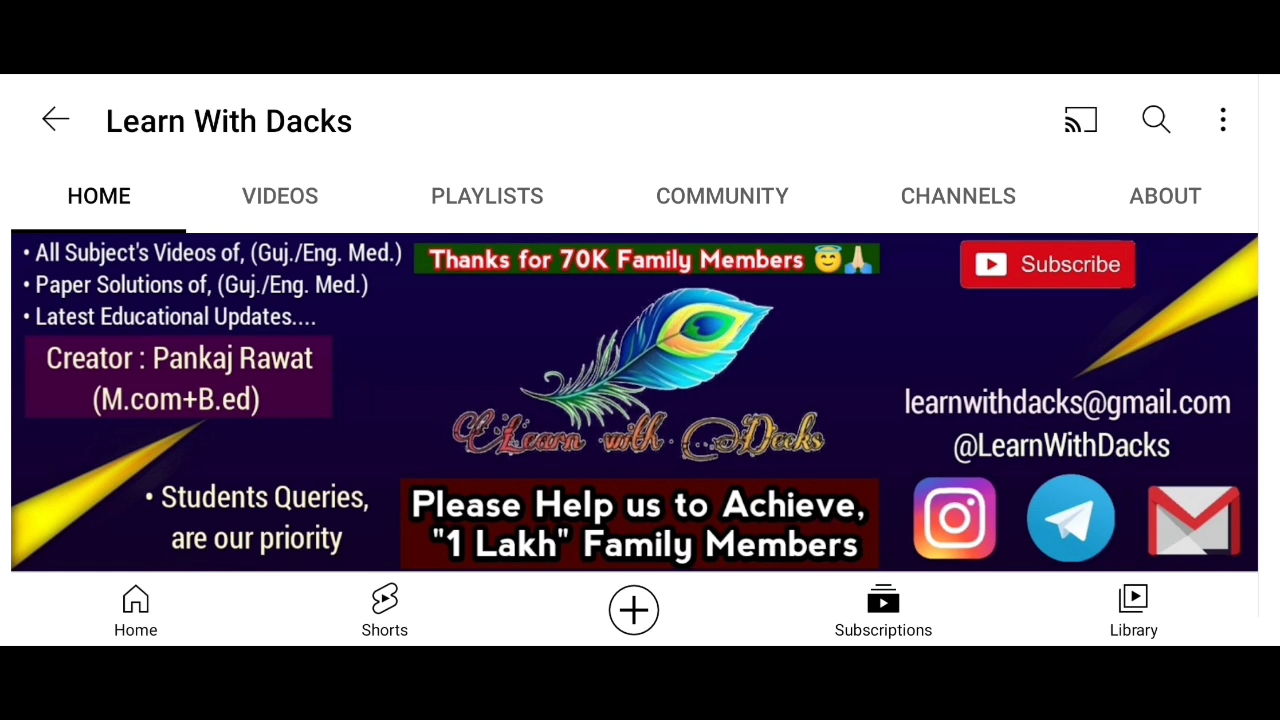 Learn With Dacks
HOME VIDEOS PLAYLISTS COMMUNITY CHANNELS ABOUT
• All Subject's Videos of, (Guj./Eng. Med.)
• Paper Solutions of, (Guj./Eng. Med.)
• Latest Educational Updates....
Creator : Pankaj Rawat
(M.com+B.ed)
• Students Queries,
are our priority
Thanks for 70K Family Members 😇🙏🏻
Learn with Dacks
Please Help us to Achieve,
"1 Lakh" Family Members
Subscribe
learnwithdacks@gmail.com
@LearnWithDacks
Home Shorts Subscriptions Library